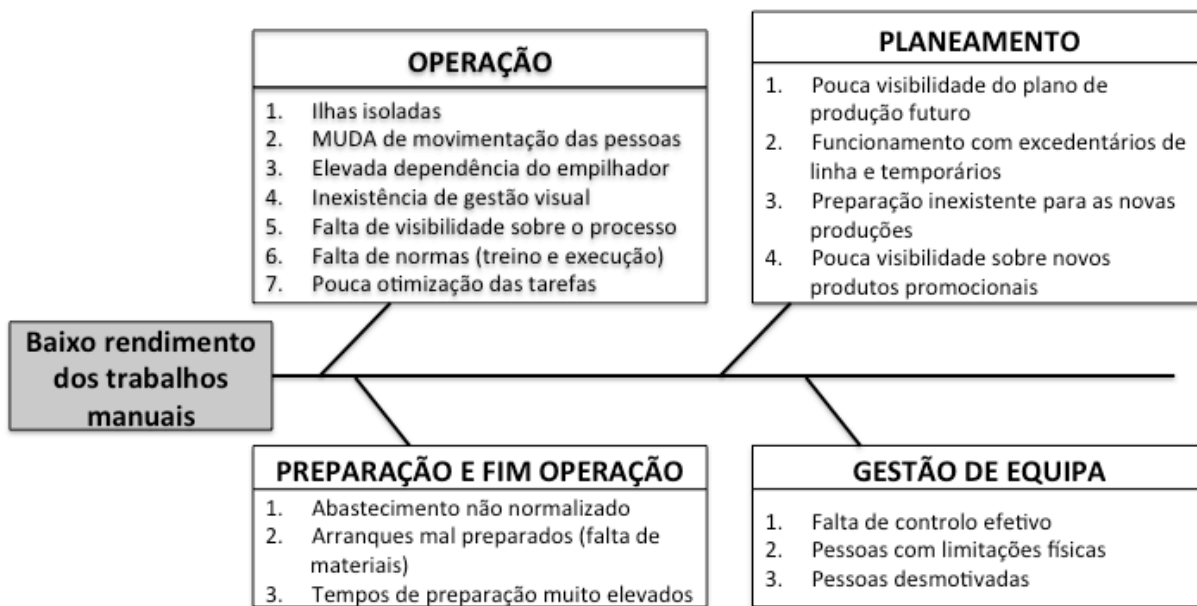 OPERAÇÃO
1. Ilhas isoladas
2. MUDA de movimentação das pessoas
3. Elevada dependência do empilhador
4. Inexistência de gestão visual
5. Falta de visibilidade sobre o processo
6. Falta de normas (treino e execução)
7. Pouca otimização das tarefas
PLANEAMENTO
1. Pouca visibilidade do plano de
produção futuro
2. Funcionamento com excedentários de
linha e temporários
3. Preparação inexistente para as novas
produções
4. Pouca visibilidade sobre novos
produtos promocionais
Baixo rendimento
dos trabalhos
manuais
PREPARAÇÃO E FIM OPERAÇÃO
1. Abastecimento não normalizado
2. Arranques mal preparados (falta de
materiais)
3. Tempos de preparação muito elevados
GESTÃO DE EQUIPA
1. Falta de controlo efetivo
2. Pessoas com limitações físicas
3. Pessoas desmotivadas